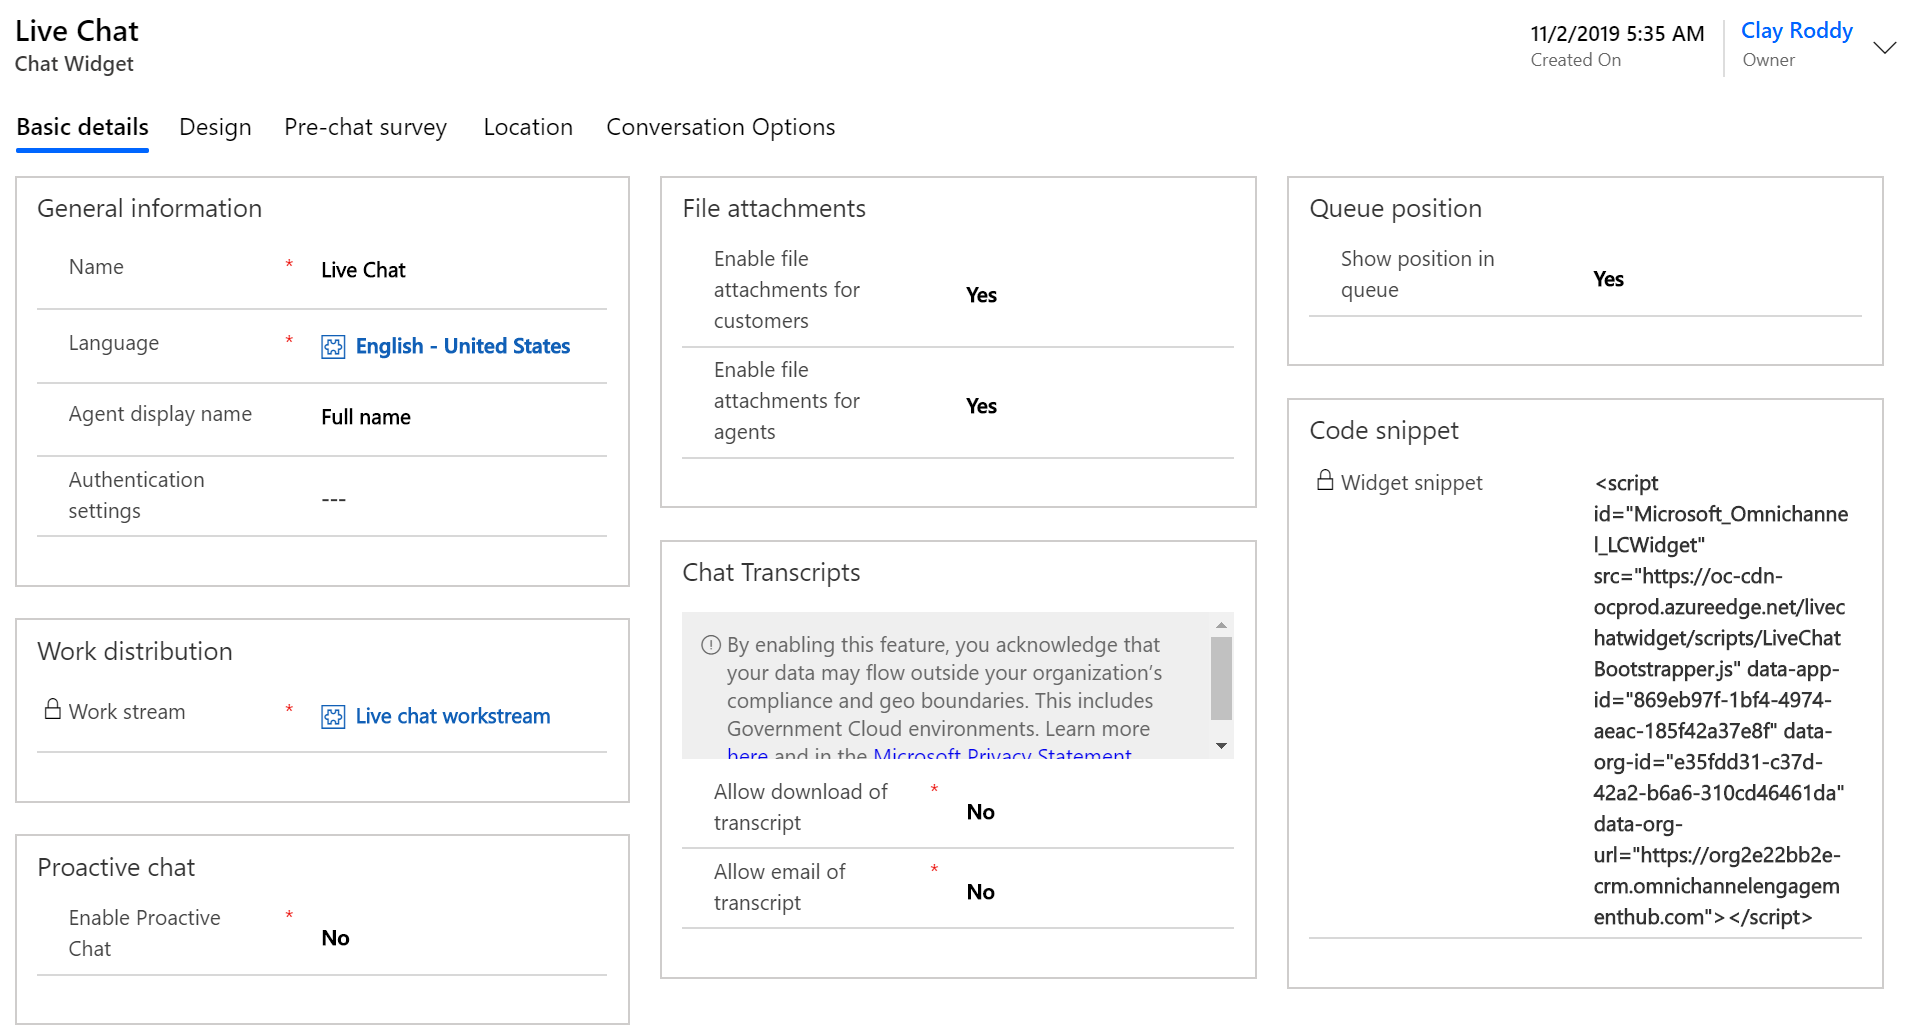 Live Chat
Chat Widget
11/2/2019 5:35 AM
Created On
Clay Roddy
Owner
Basic details
Design
Pre-chat survey
Location
Conversation Options
General information
Name
*
Live Chat
Language
*
English - United States
Agent display name
Full name
Authentication
settings
---
Work distribution
Work stream
*
Live chat workstream
Proactive chat
Enable Proactive
Chat
*
No
File attachments
Enable file
attachments for
customers
Yes
Enable file
attachments for
agents
Yes
Chat Transcripts
By enabling this feature, you acknowledge that
your data may flow outside your organization’s
compliance and geo boundaries. This includes
Government Cloud environments. Learn more
here and in the Microsoft Privacy Statement
Allow download of
transcript
*
No
Allow email of
transcript
*
No
Queue position
Show position in
queue
Yes
Code snippet
Widget snippet
<script
id="Microsoft_Omnichanne
l_LCWidget"
src="https://oc-cdn-
ocprod.azureedge.net/livec
hatwidget/scripts/LiveChat
Bootstrapper.js" data-app-
id="869eb97f-1bf4-4974-
aeac-185f42a37e8f" data-
org-id="e35fdd31-c37d-
42a2-b6a6-310cd46461da"
data-org-
url="https://org2e22bb2e-
crm.omnichannelengagem
enthub.com"></script>